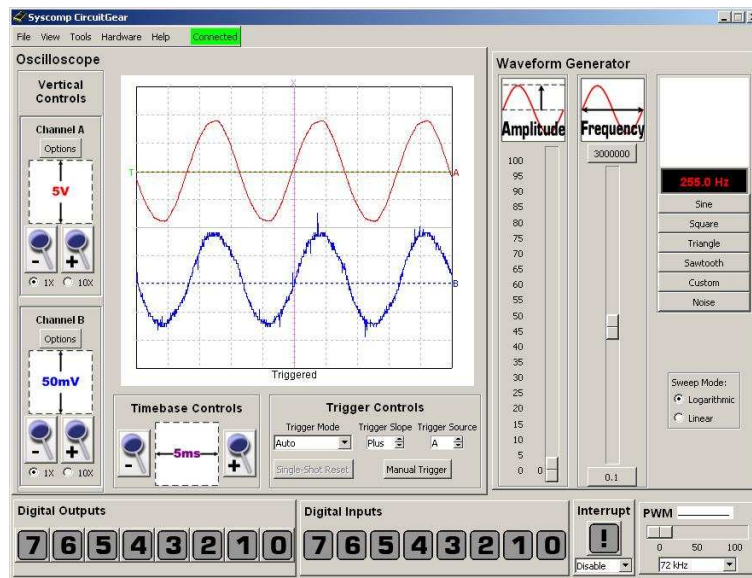 Syscomp CircuitGear
File View Tools Hardware Help Connected
Oscilloscope
Vertical
Controls
Channel A
Options
5V
- +
1X 10X
Channel B
Options
50mV
- +
1X 10X
X
T
A
B
Triggered
Timebase Controls
- 5ms +
Trigger Controls
Trigger Mode Trigger Slope Trigger Source
Auto Plus A
Single-Shot Reset Manual Trigger
Waveform Generator
Amplitude
100
95
90
85
80
75
70
65
60
55
50
45
40
35
30
25
20
15
10
5
0 0
Frequency
3000000
0.1
255.0 Hz
Sine
Square
Triangle
Sawtooth
Custom
Noise
Sweep Mode:
Logarithmic
Linear
Digital Outputs
7 6 5 4 3 2 1 0
Digital Inputs
7 6 5 4 3 2 1 0
Interrupt
!
Disable
PWM
0 50 100
72 kHz